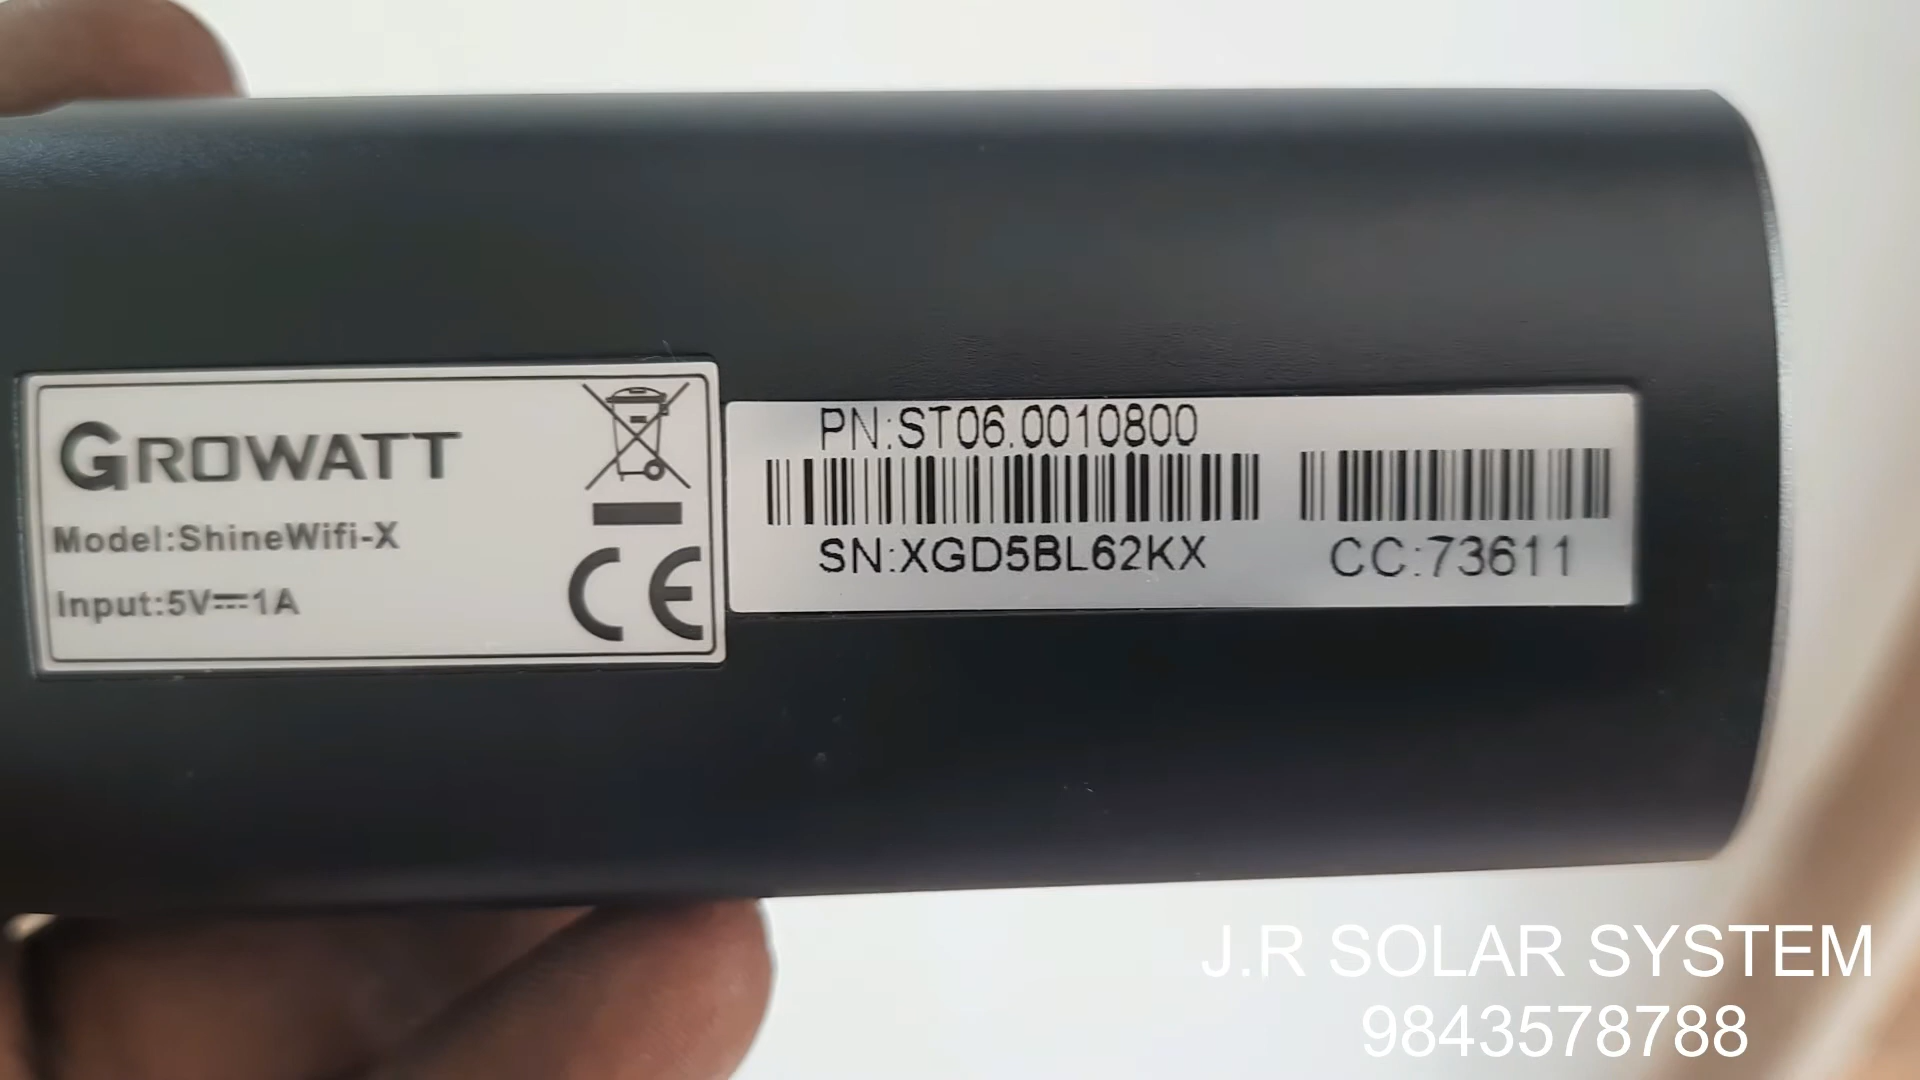 GROWATT
Model:ShineWifi-X
Input:5V⎓1A
CE
PN:ST06.0010800
SN:XGD5BL62KX
CC:73611
J.R SOLAR SYSTEM
9843578788